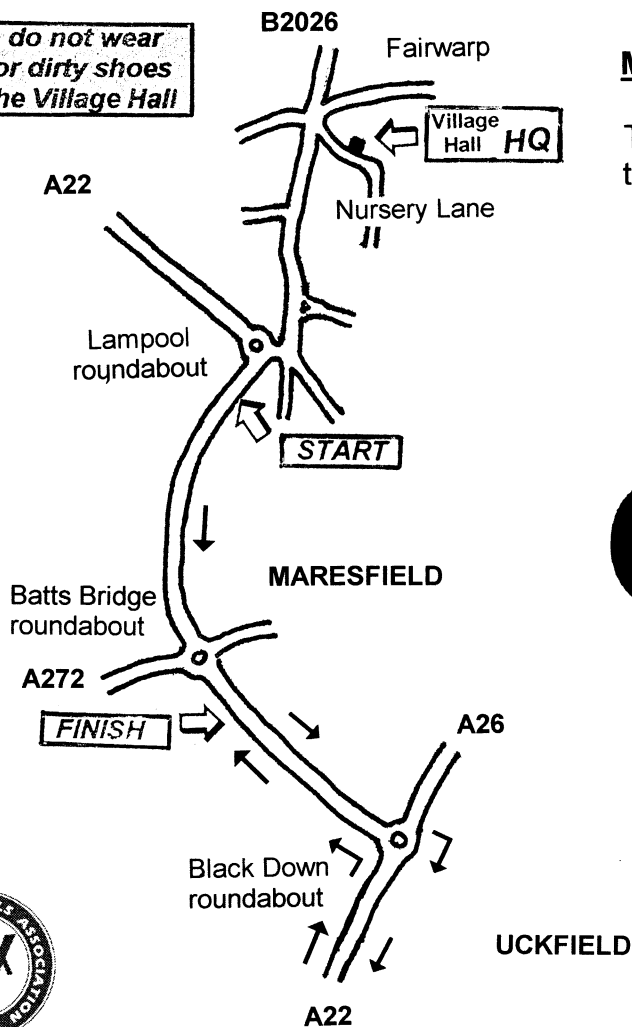 B2026
do not wear
or dirty shoes
he Village Hall
Fairwarp
Village
Hall HQ
A22
Nursery Lane
Lampool
roundabout
START
MARESFIELD
Batts Bridge
roundabout
A272
FINISH
A26
Black Down
roundabout
UCKFIELD
A22
ASSOCIATION